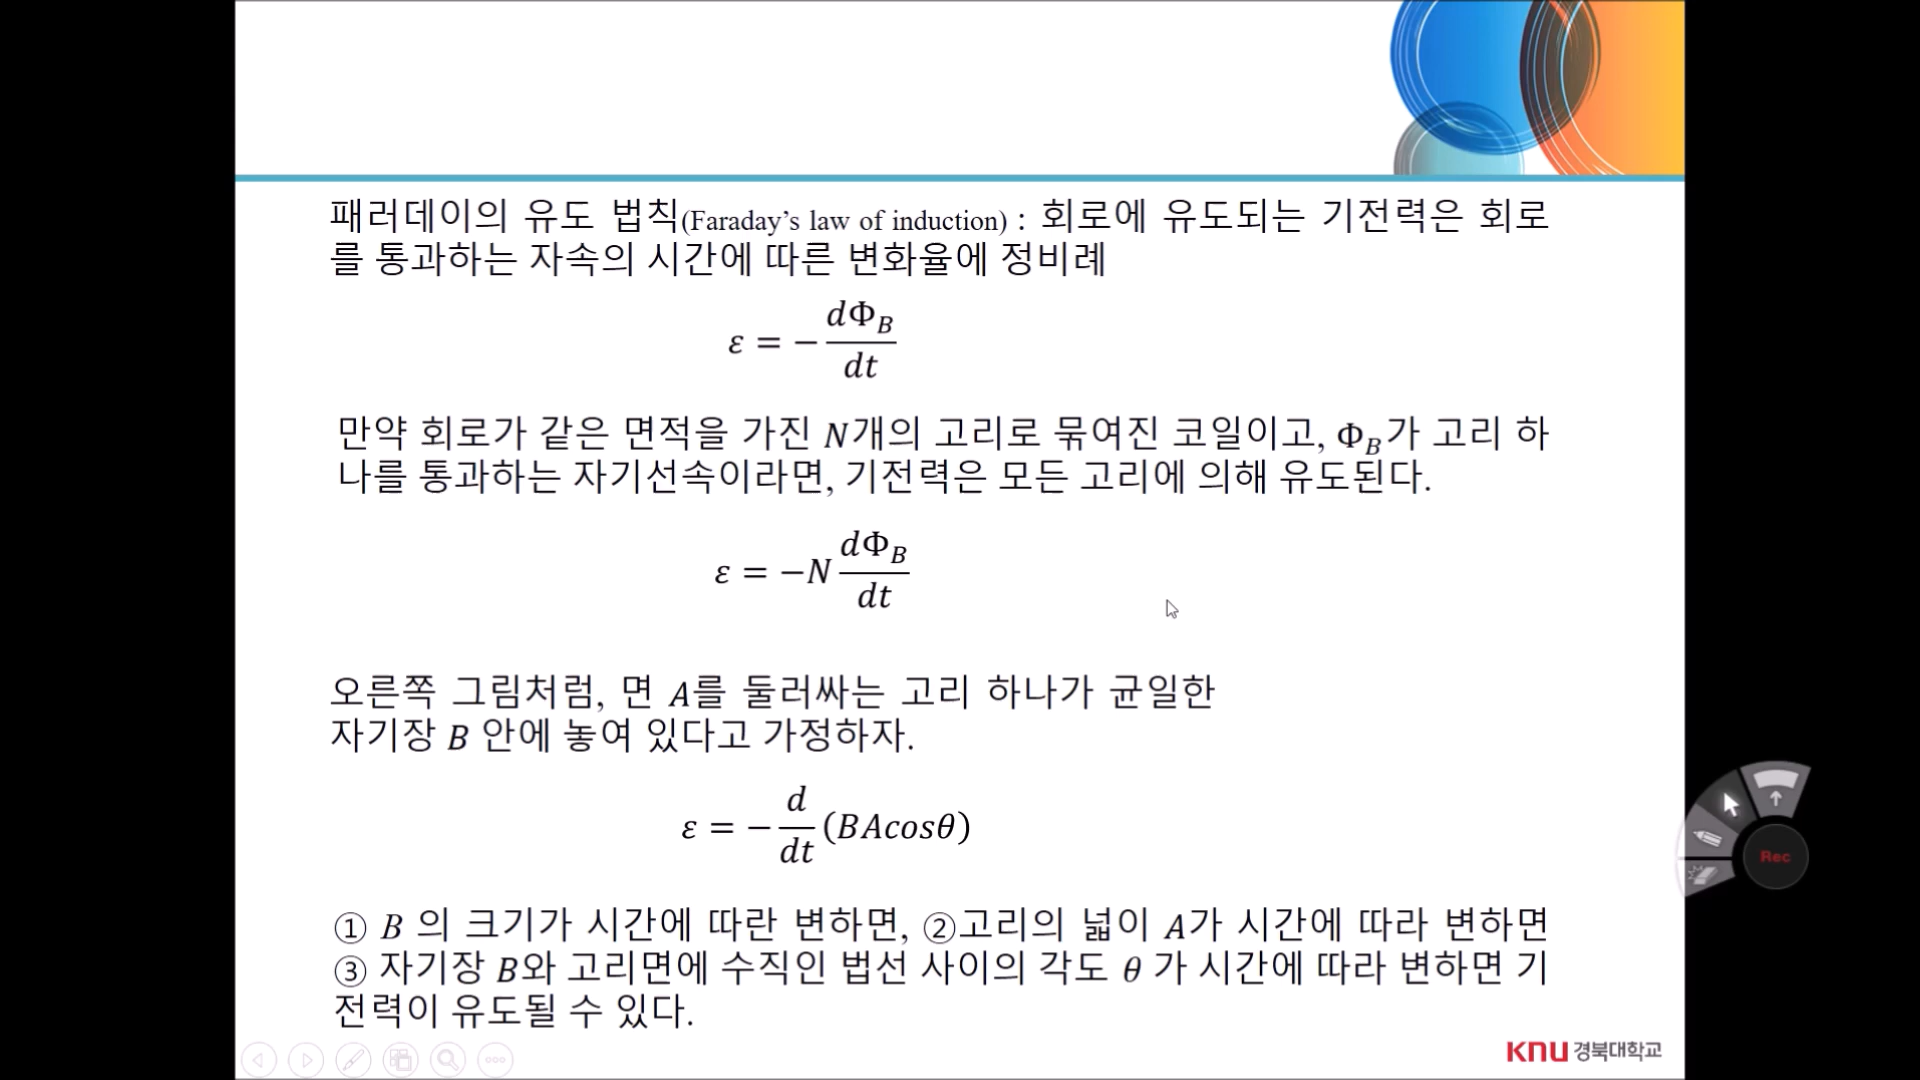 패러데이의 유도 법칙(Faraday's law of induction) : 회로에 유도되는 기전력은 회로
를 통과하는 자속의 시간에 따른 변화율에 정비례
ε = −dΦ_B/dt
만약 회로가 같은 면적을 가진 N개의 고리로 묶여진 코일이고, Φ_B가 고리 하
나를 통과하는 자기선속이라면, 기전력은 모든 고리에 의해 유도된다.
ε = −N dΦ_B/dt
오른쪽 그림처럼, 면 A를 둘러싸는 고리 하나가 균일한
자기장 B 안에 놓여 있다고 가정하자.
ε = −d/dt (BAcosθ)
① B 의 크기가 시간에 따란 변하면, ②고리의 넓이 A가 시간에 따라 변하면
③ 자기장 B와 고리면에 수직인 법선 사이의 각도 θ 가 시간에 따라 변하면 기
전력이 유도될 수 있다.
KNU 경북대학교
Rec